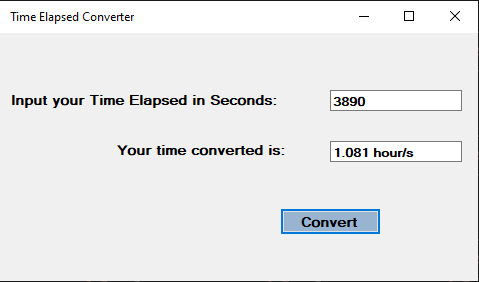 Time Elapsed Converter
Input your Time Elapsed in Seconds: 3890
Your time converted is: 1.081 hour/s
Convert